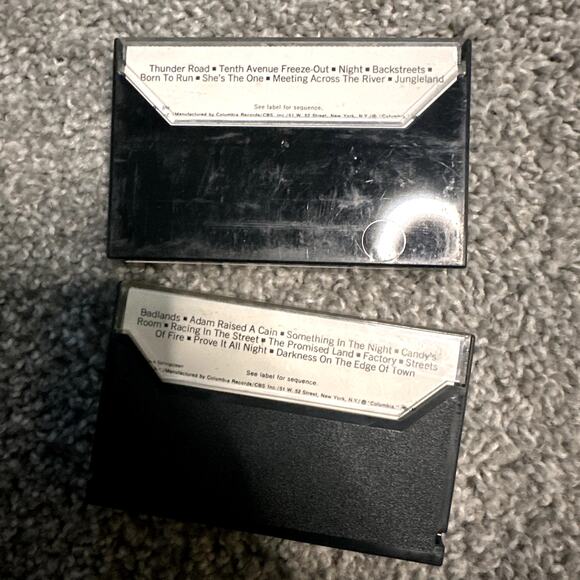 Thunder Road ▪ Tenth Avenue Freeze-Out ▪ Night ▪ Backstreets ▪
Born To Run ▪ She's The One ▪ Meeting Across The River ▪ Jungleland
See label for sequence.
Manufactured by Columbia Records/CBS, Inc./51 W. 52 Street, New York, N.Y./® "Columbia,"
Badlands ▪ Adam Raised A Cain ▪ Something In The Night ▪ Candy's
Room ▪ Racing In The Street ▪ The Promised Land ▪ Factory ▪ Streets
Of Fire ▪ Prove It All Night ▪ Darkness On The Edge Of Town
Springsteen
See label for sequence.
/Manufactured by Columbia Records/CBS Inc./51 W. 52 Street, New York, N.Y./® "Columbia,"